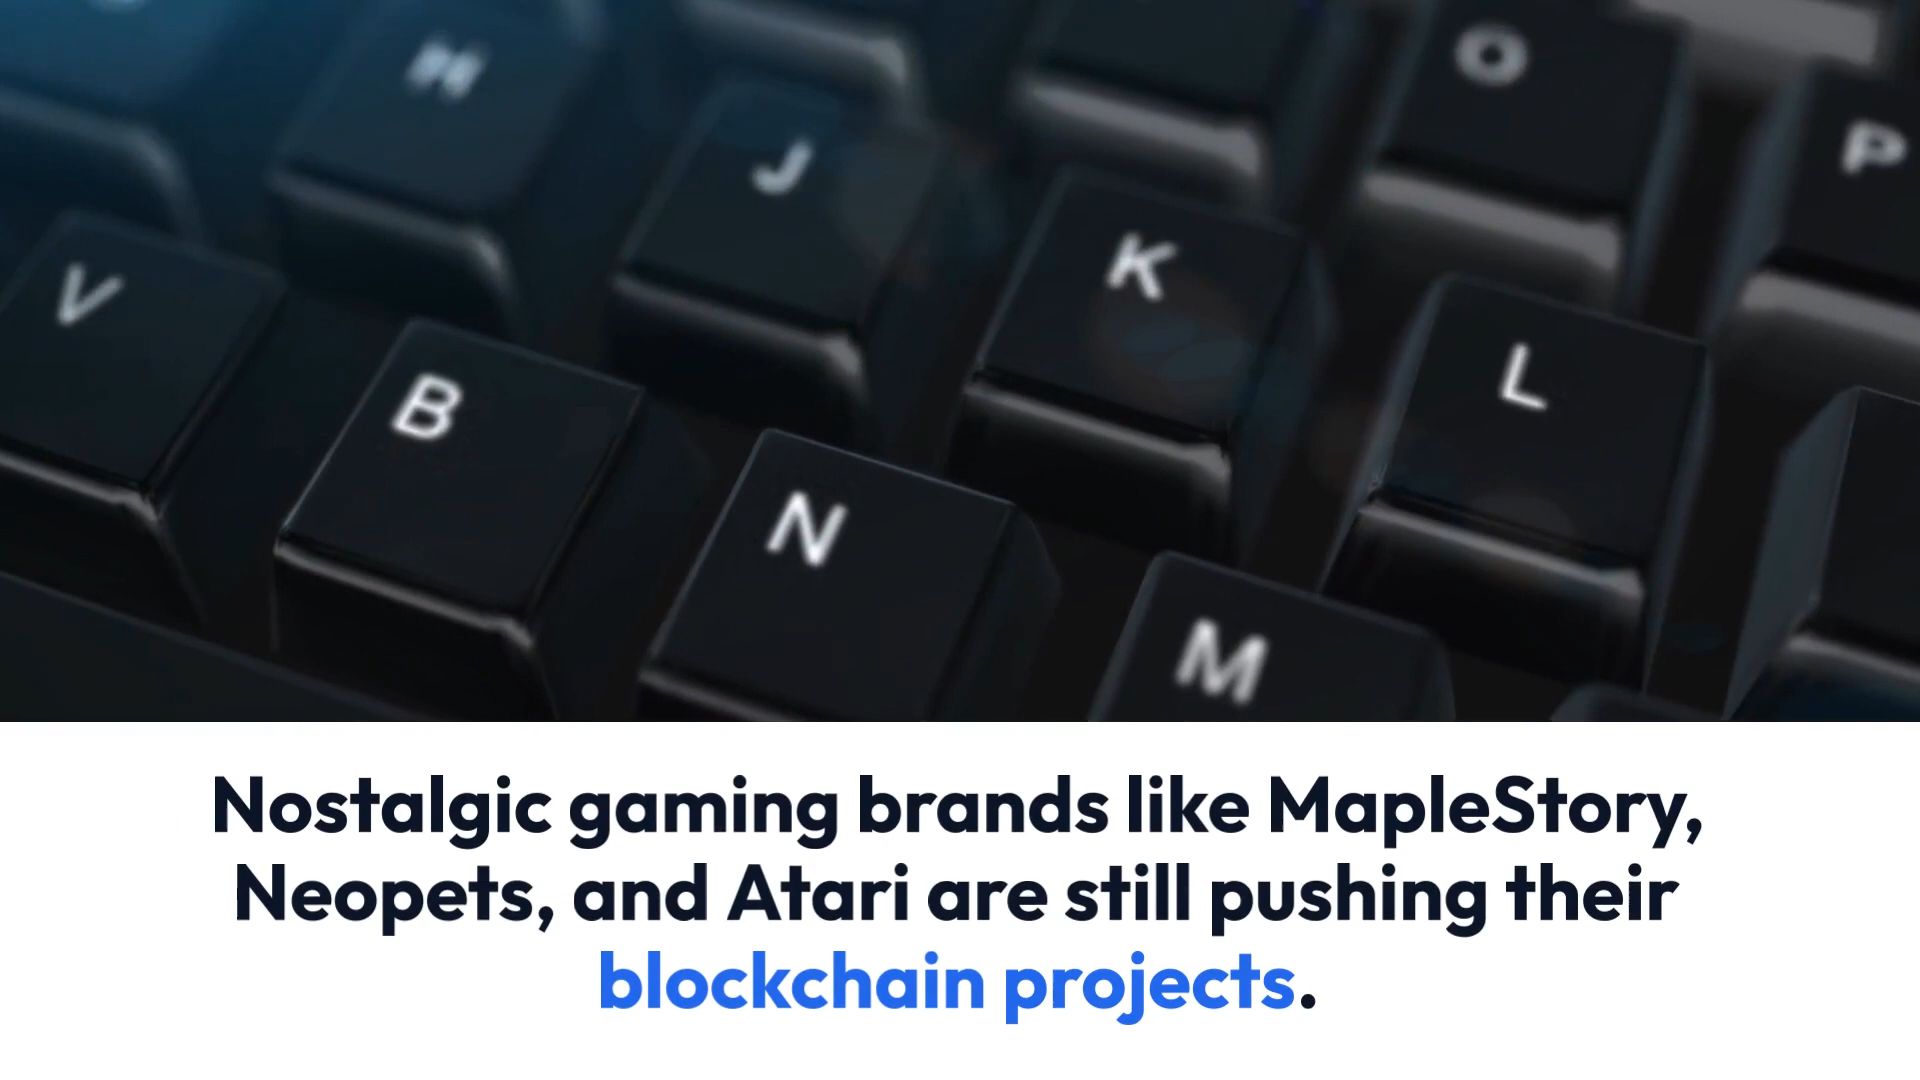 H
J
O
P
V
B
K
L
N
M
Nostalgic gaming brands like MapleStory,
Neopets, and Atari are still pushing their
blockchain projects.